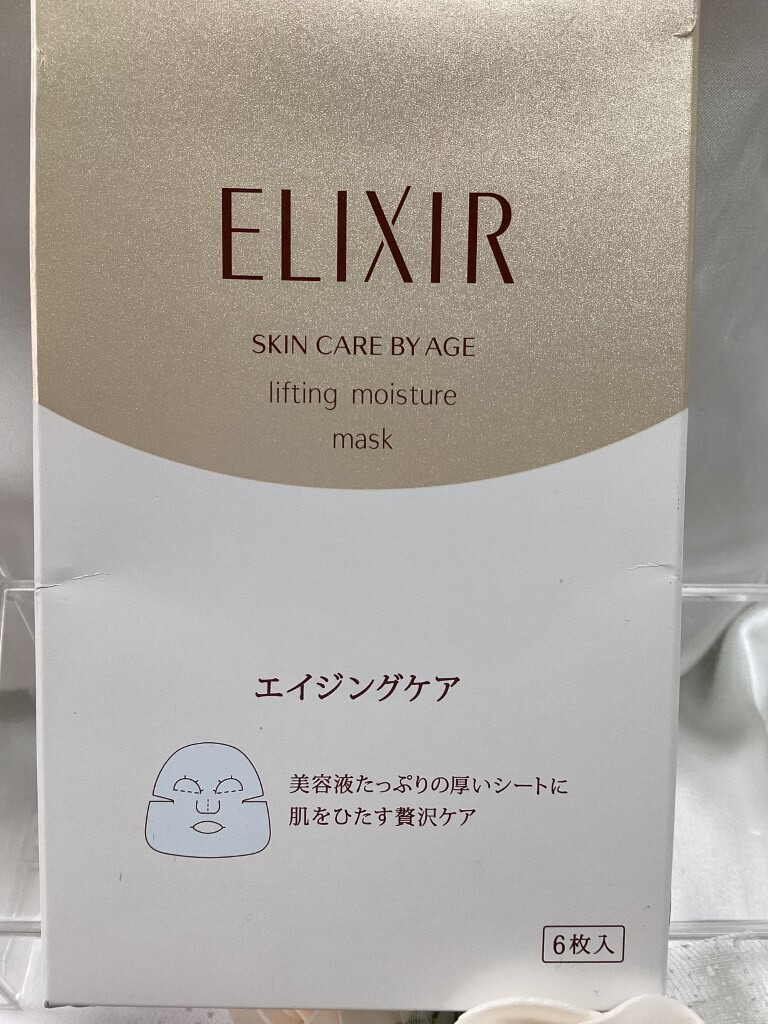 ELIXIR
SKIN CARE BY AGE
lifting moisture
mask
エイジングケア
美容液たっぷりの厚いシートに
肌をひたす贅沢ケア
6枚入